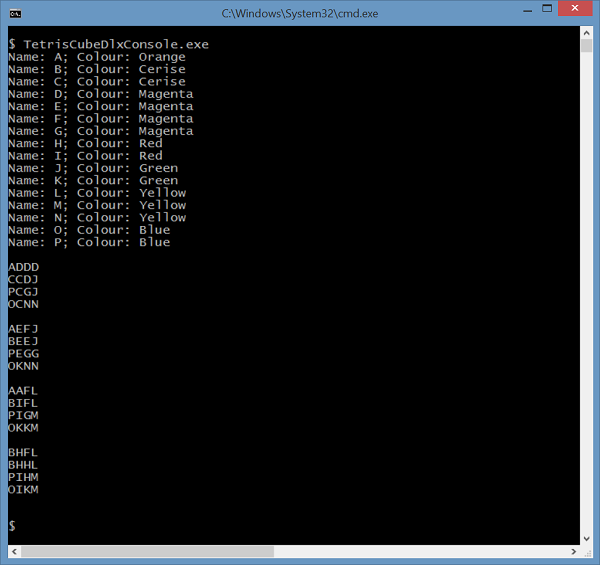 C:\Windows\System32\cmd.exe
$ TetrisCubeDlxConsole.exe
Name: A; Colour: Orange
Name: B; Colour: Cerise
Name: C; Colour: Cerise
Name: D; Colour: Magenta
Name: E; Colour: Magenta
Name: F; Colour: Magenta
Name: G; Colour: Magenta
Name: H; Colour: Red
Name: I; Colour: Red
Name: J; Colour: Green
Name: K; Colour: Green
Name: L; Colour: Yellow
Name: M; Colour: Yellow
Name: N; Colour: Yellow
Name: O; Colour: Blue
Name: P; Colour: Blue
ADDD
CCDJ
PCGJ
OCNN
AEFJ
BEEJ
PEGG
OKNN
AAFL
BIFL
PIGM
OKKM
BHFL
BHHL
PIHM
OIKM
$